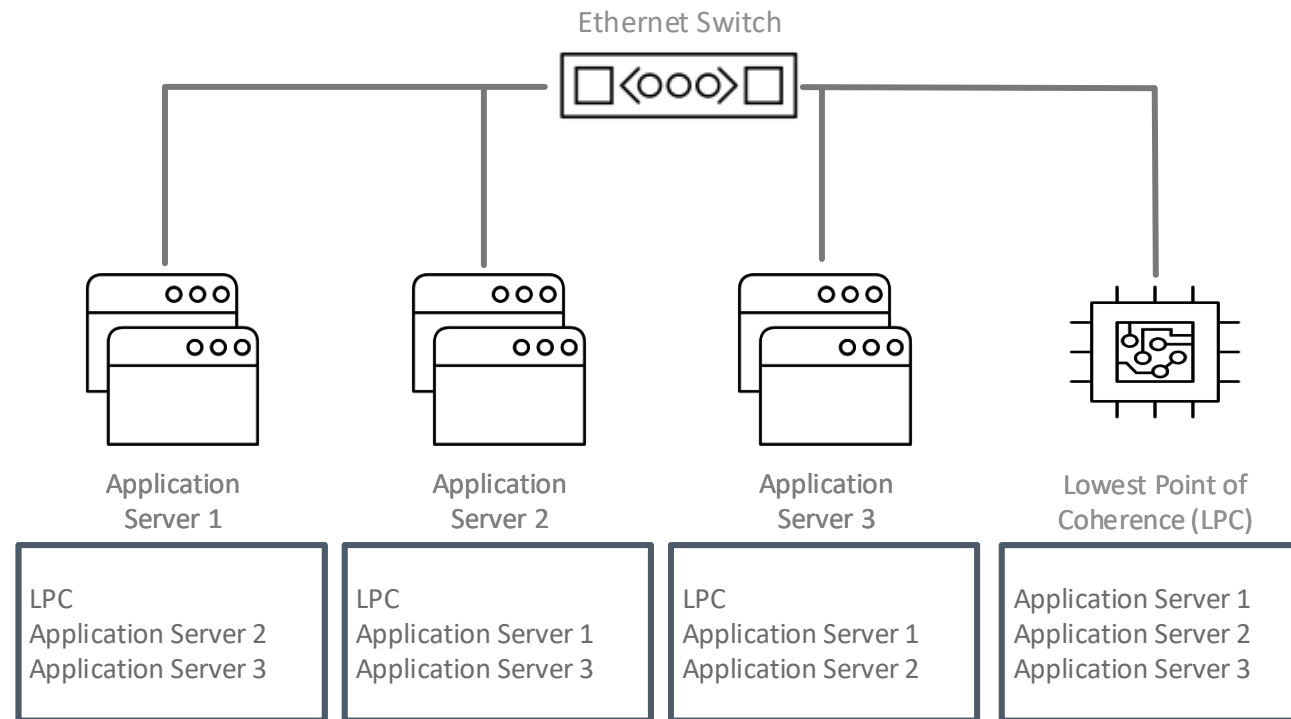 Ethernet Switch
Application
Server 1
Application
Server 2
Application
Server 3
Lowest Point of
Coherence (LPC)
LPC
Application Server 2
Application Server 3
LPC
Application Server 1
Application Server 3
LPC
Application Server 1
Application Server 2
Application Server 1
Application Server 2
Application Server 3